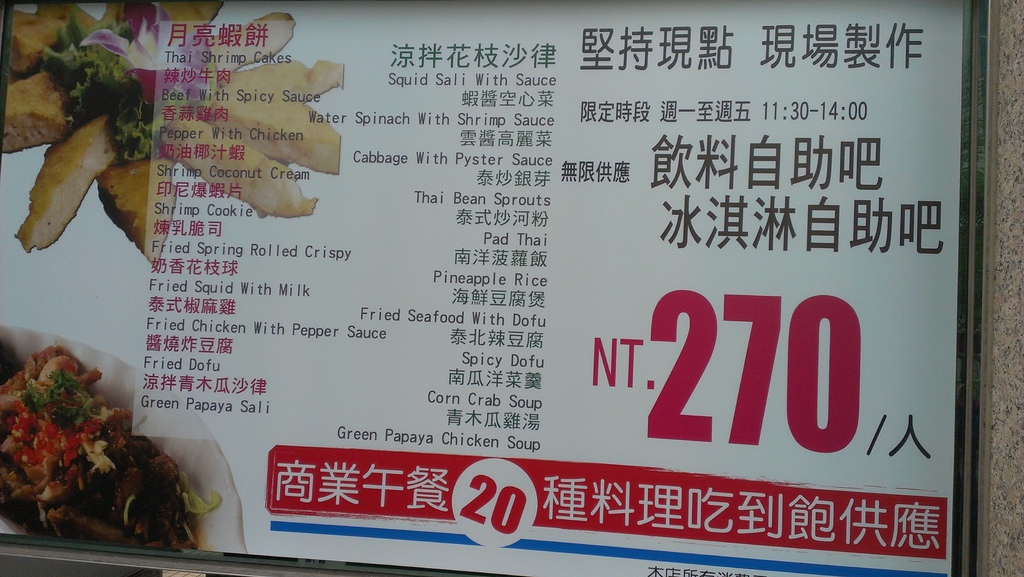 月亮蝦餅
Thai Shrimp Cakes
辣炒牛肉
Beef With Spicy Sauce
香蒜雞肉
Pepper With Chicken
奶油椰汁蝦
Shrimp Coconut Cream
印尼爆蝦片
Shrimp Cookie
煉乳脆司
Fried Spring Rolled Crispy
奶香花枝球
Fried Squid With Milk
泰式椒麻雞
Fried Chicken With Pepper Sauce
醬燒炸豆腐
Fried Dofu
涼拌青木瓜沙律
Green Papaya Sali
涼拌花枝沙律
Squid Sali With Sauce
蝦醬空心菜
Water Spinach With Shrimp Sauce
雲醬高麗菜
Cabbage With Pyster Sauce
泰炒銀芽
Thai Bean Sprouts
泰式炒河粉
Pad Thai
南洋菠蘿飯
Pineapple Rice
海鮮豆腐煲
Fried Seafood With Dofu
泰北辣豆腐
Spicy Dofu
南瓜洋菜羹
Corn Crab Soup
青木瓜雞湯
Green Papaya Chicken Soup
堅持現點 現場製作
限定時段 週一至週五 11:30-14:00
無限供應 飲料自助吧
冰淇淋自助吧
NT.270/人
商業午餐20種料理吃到飽供應